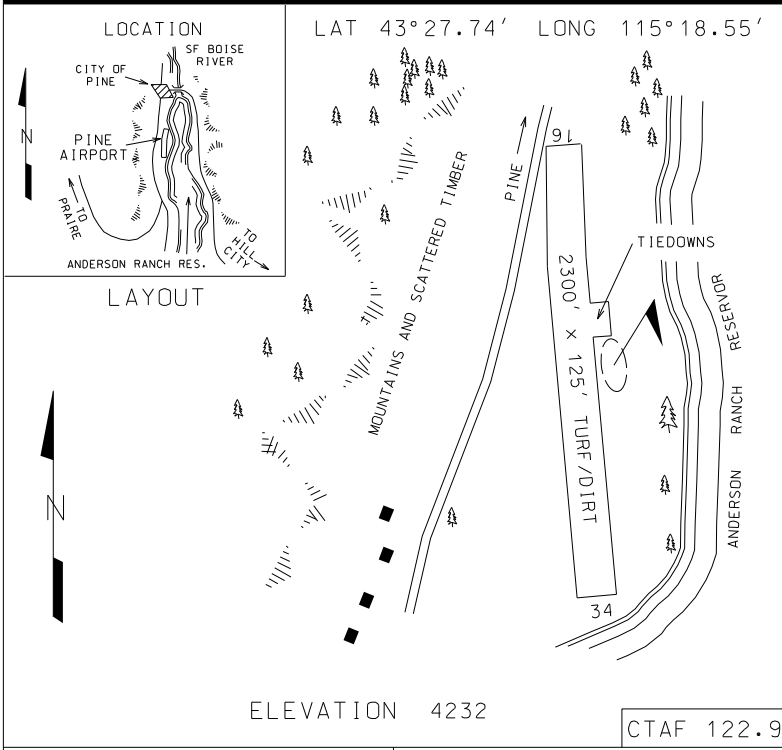 LOCATION
LAT 43°27.74′ LONG 115°18.55′
SF BOISE
RIVER
CITY OF
PINE
N
PINE
AIRPORT
TO
PRAIRE
TO
HILL
CITY
ANDERSON RANCH RES.
LAYOUT
MOUNTAINS AND SCATTERED TIMBER
PINE
16
TIEDOWNS
2300′ X 125′ TURF/DIRT
ANDERSON RANCH RESERVOR
N
34
ELEVATION 4232
CTAF 122.9